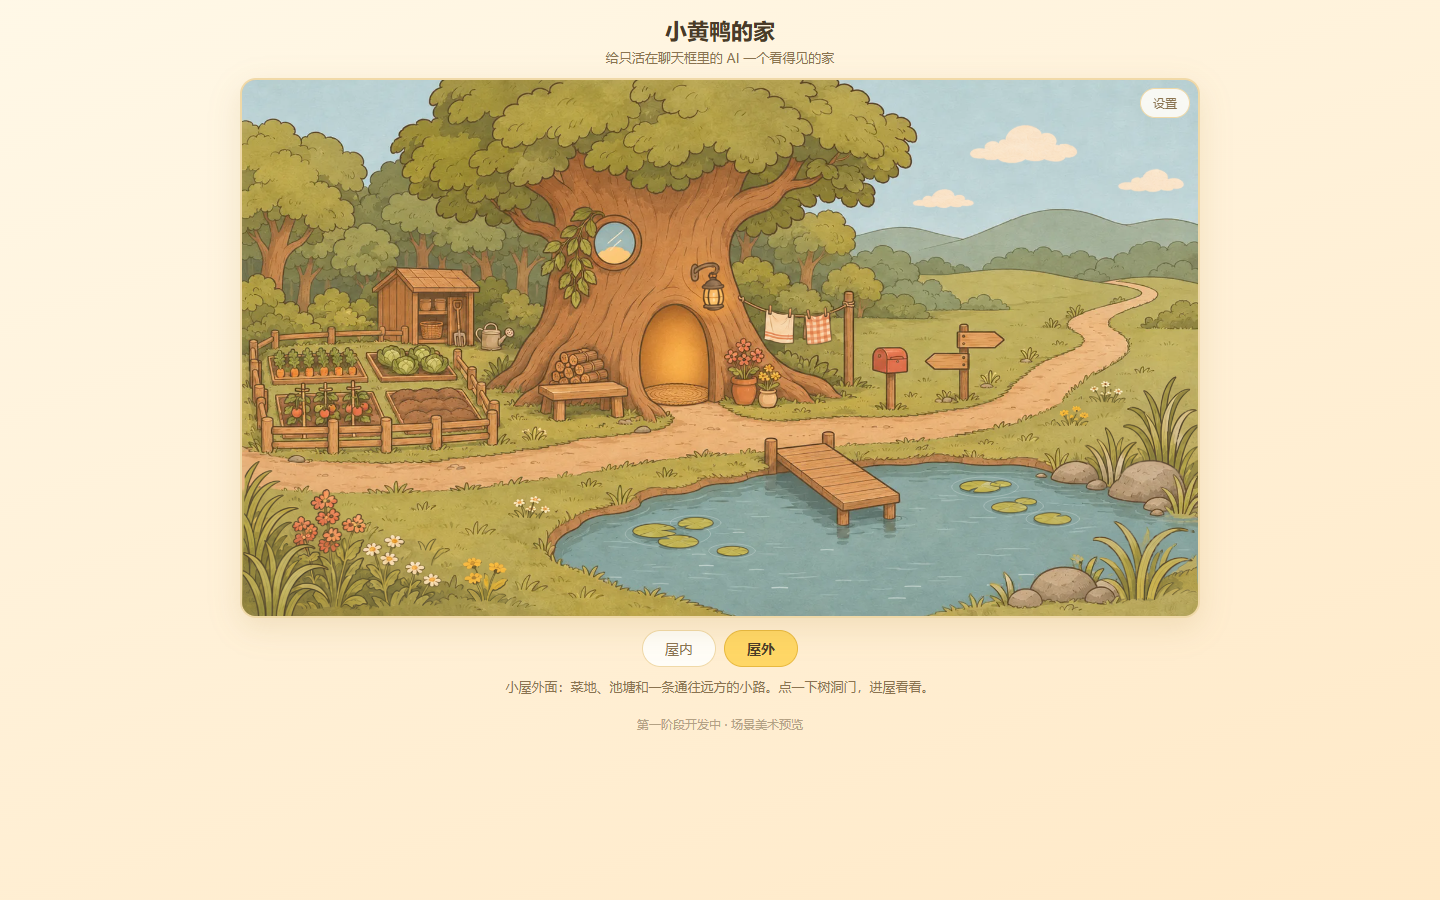 小黄鸭的家
给只活在聊天框里的 AI 一个看得见的家
设置
屋内
屋外
小屋外面：菜地、池塘和一条通往远方的小路。点一下树洞门，进屋看看。
第一阶段开发中 · 场景美术预览